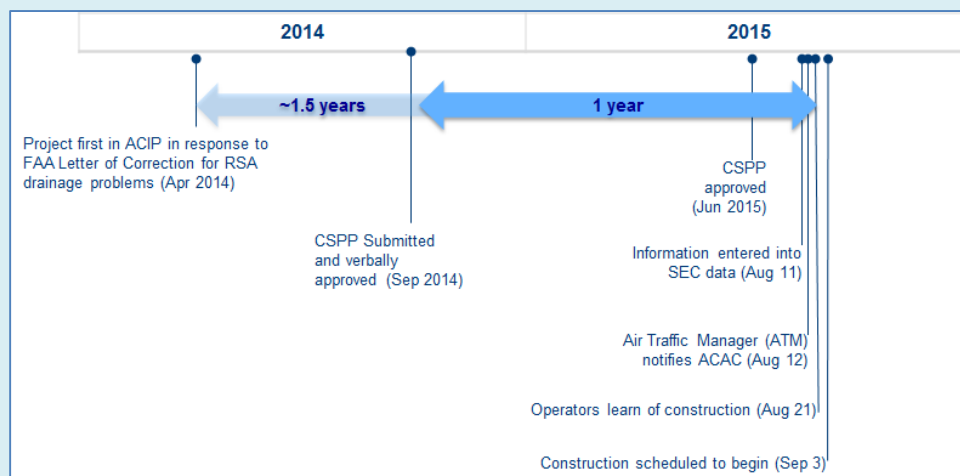 2014
2015
~1.5 years
1 year
Project first in ACIP in response to
FAA Letter of Correction for RSA
drainage problems (Apr 2014)
CSPP Submitted
and verbally
approved (Sep 2014)
CSPP
approved
(Jun 2015)
Information entered into
SEC data (Aug 11)
Air Traffic Manager (ATM)
notifies ACAC (Aug 12)
Operators learn of construction (Aug 21)
Construction scheduled to begin (Sep 3)